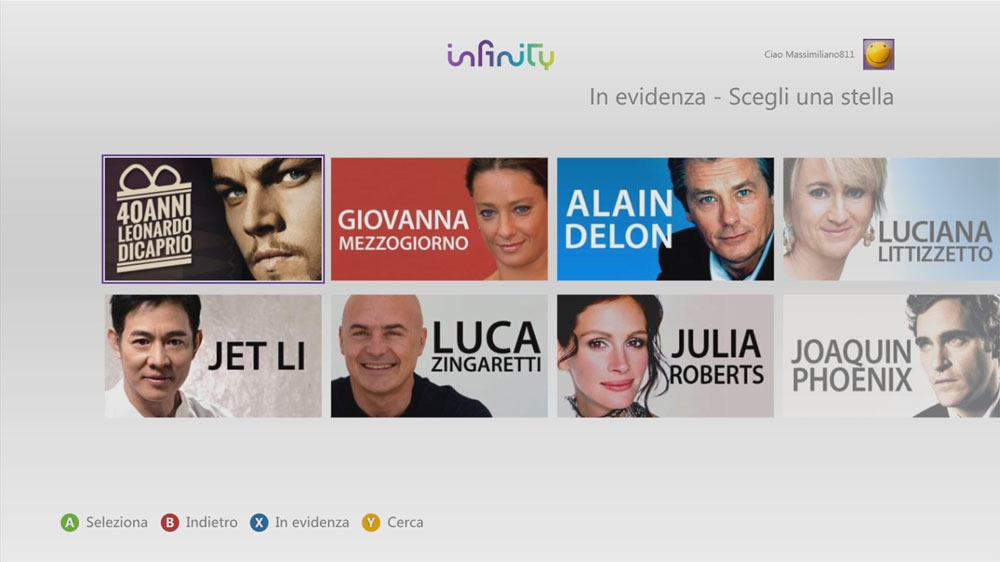 infinity
Ciao Massimiliano811
In evidenza - Scegli una stella
40ANNI
LEONARDO
DICAPRIO
GIOVANNA
MEZZOGIORNO
ALAIN
DELON
LUCIANA
LITTIZZETTO
JET LI
LUCA
ZINGARETTI
JULIA
ROBERTS
JOAQUIN
PHOENIX
A Seleziona B Indietro X In evidenza Y Cerca